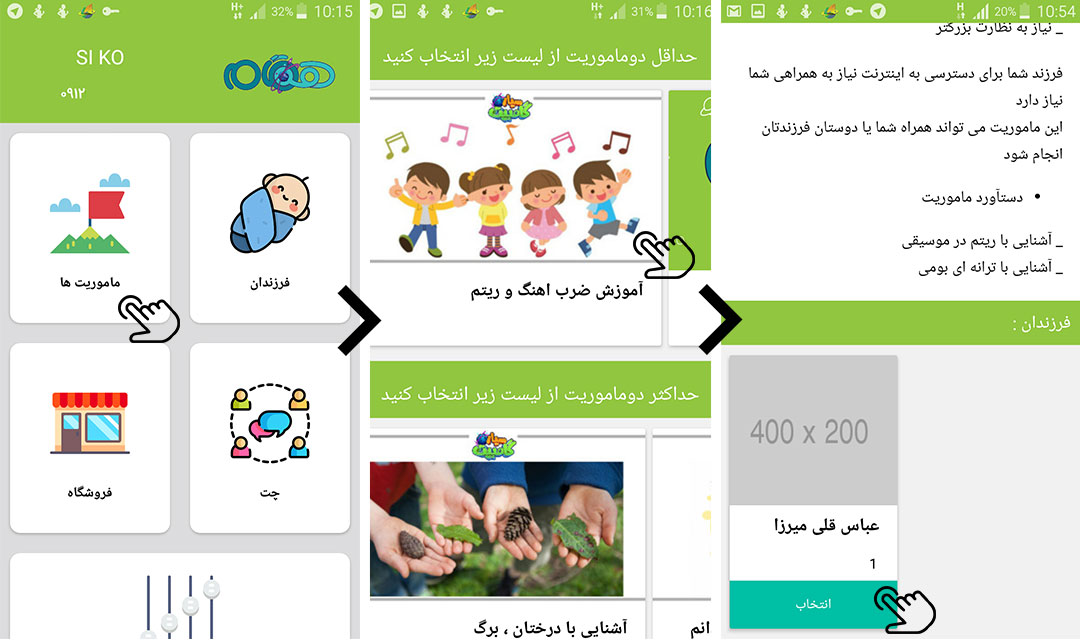 32% 10:15
SI KO
۰۹۱۲
ماموریت ها
فرزندان
فروشگاه
چت
31% 10:16
حداقل دوماموریت از لیست زیر انتخاب کنید
سیاره
کاممیت
آموزش ضرب اهنگ و ریتم
حداکثر دوماموریت از لیست زیر انتخاب کنید
سیاره
آشنایی با درختان ، برگ
انم
20% 10:54
_ نیاز به نظارت بزرگتر
فرزند شما برای دسترسی به اینترنت نیاز به همراهی شما
نیاز دارد
این ماموریت می تواند همراه شما یا دوستان فرزندتان
انجام شود
• دستآورد ماموریت
_ آشنایی با ریتم در موسیقی
_ آشنایی با ترانه ای بومی
فرزندان :
400 x 200
عباس قلی میرزا
1
انتخاب